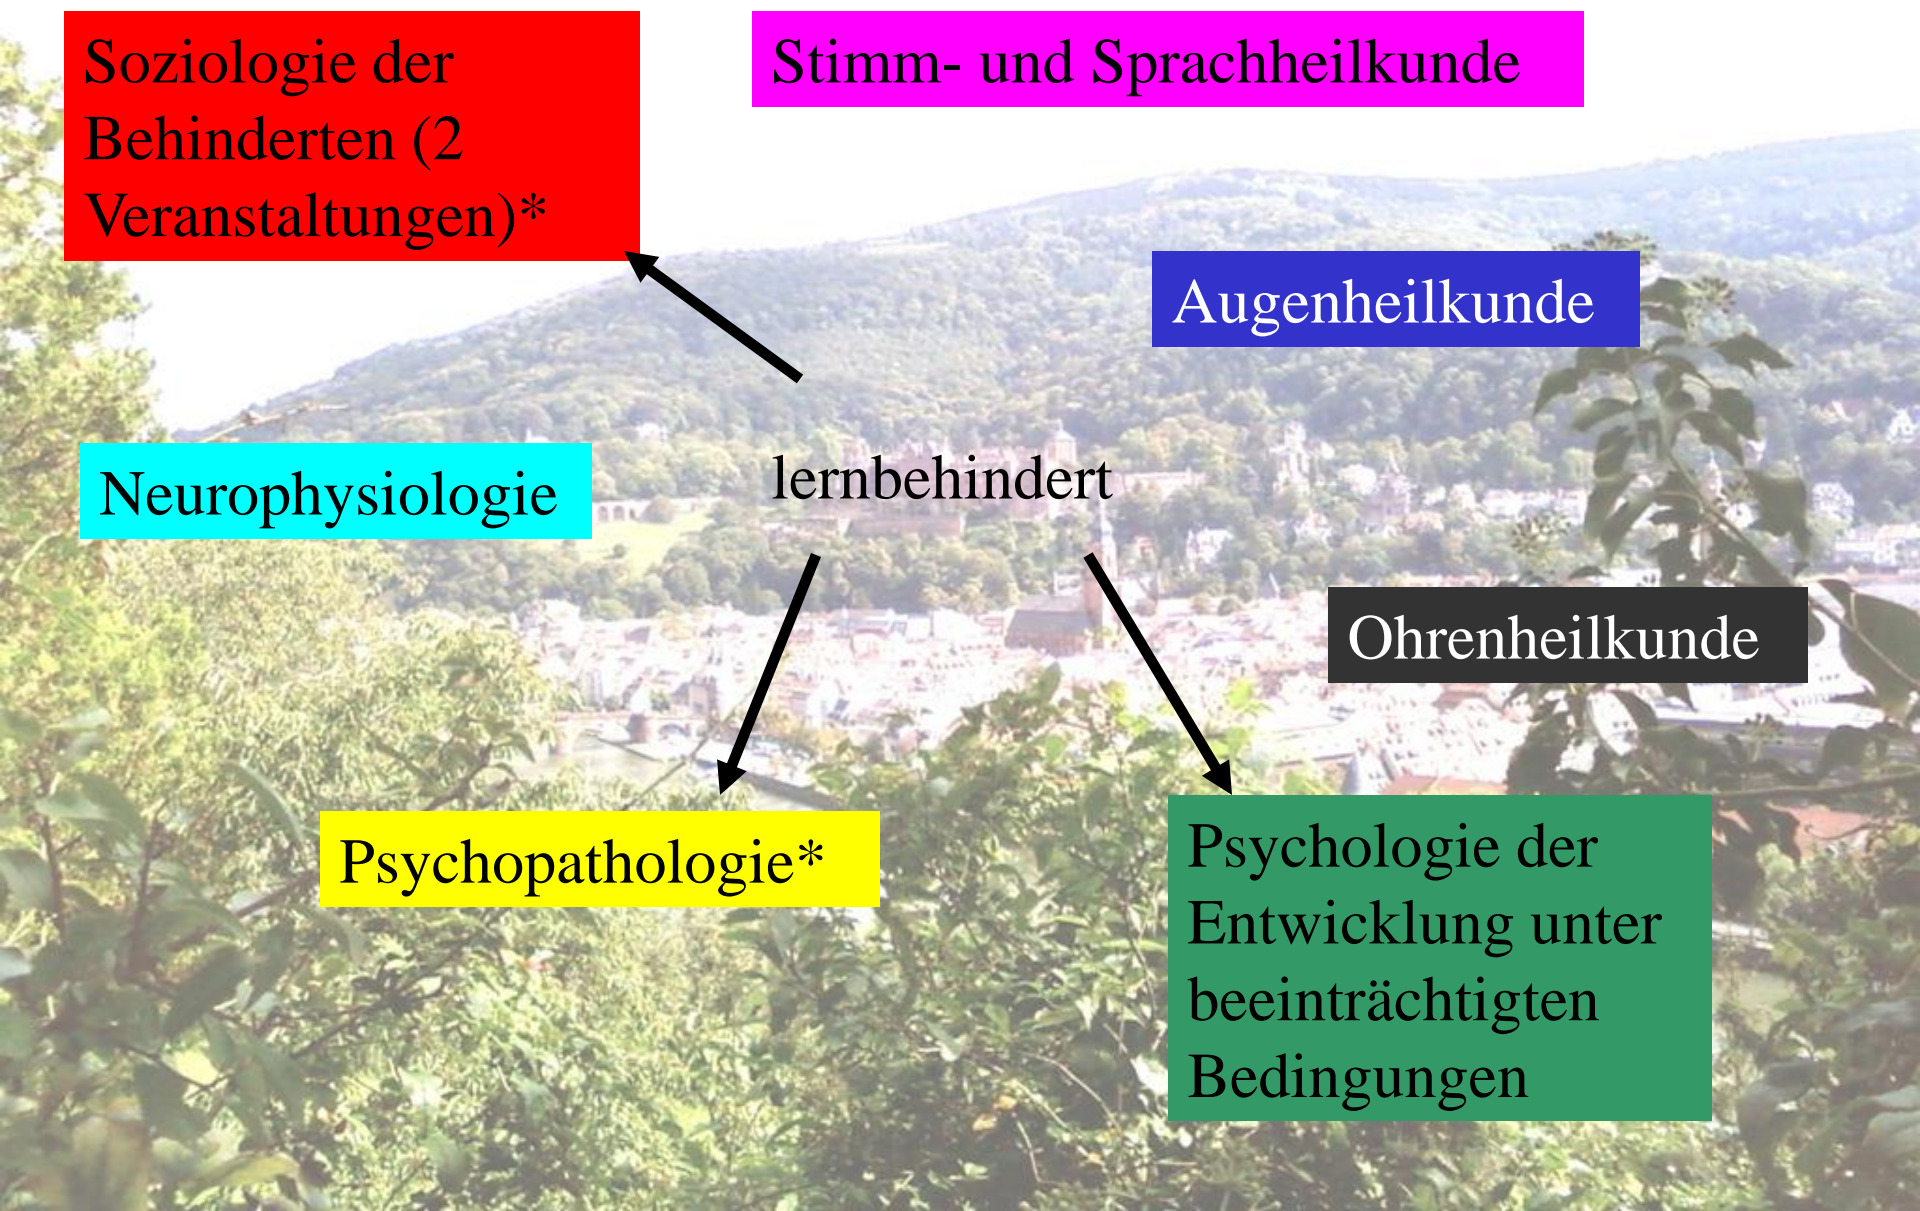 Soziologie der
Behinderten (2
Veranstaltungen)*
Stimm- und Sprachheilkunde
Augenheilkunde
Neurophysiologie
lernbehindert
Ohrenheilkunde
Psychopathologie*
Psychologie der
Entwicklung unter
beeinträchtigten
Bedingungen